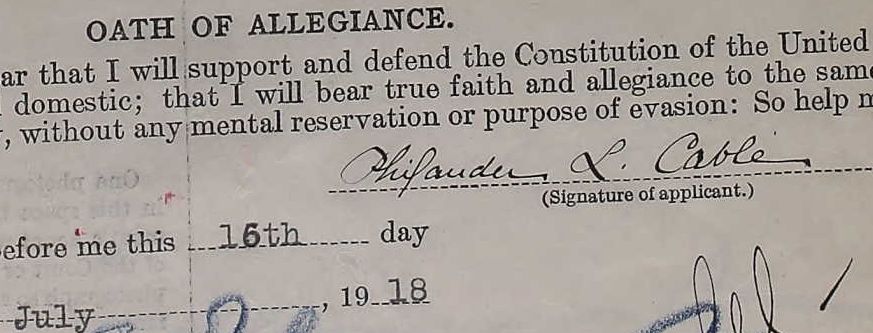 OATH OF ALLEGIANCE.
ar that I will support and defend the Constitution of the United
domestic; that I will bear true faith and allegiance to the same
, without any mental reservation or purpose of evasion: So help m
Philander L. Cable
(Signature of applicant.)
efore me this 16th day
July, 19 18